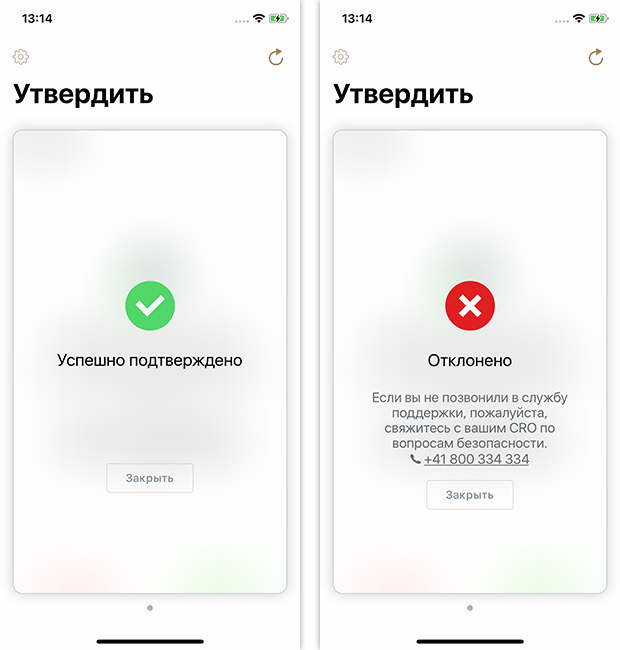 13:14
Утвердить
Успешно подтверждено
Закрыть
13:14
Утвердить
Отклонено
Если вы не позвонили в службу
поддержки, пожалуйста,
свяжитесь с вашим CRO по
вопросам безопасности.
+41 800 334 334
Закрыть